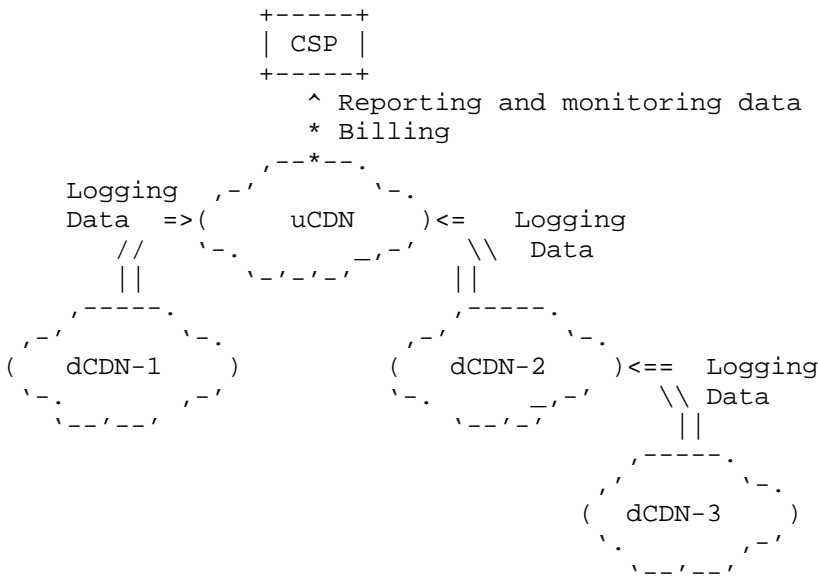 CSP
Reporting and monitoring data
Billing
Logging
Data uCDN Logging
Data
dCDN-1 dCDN-2 Logging
Data
dCDN-3